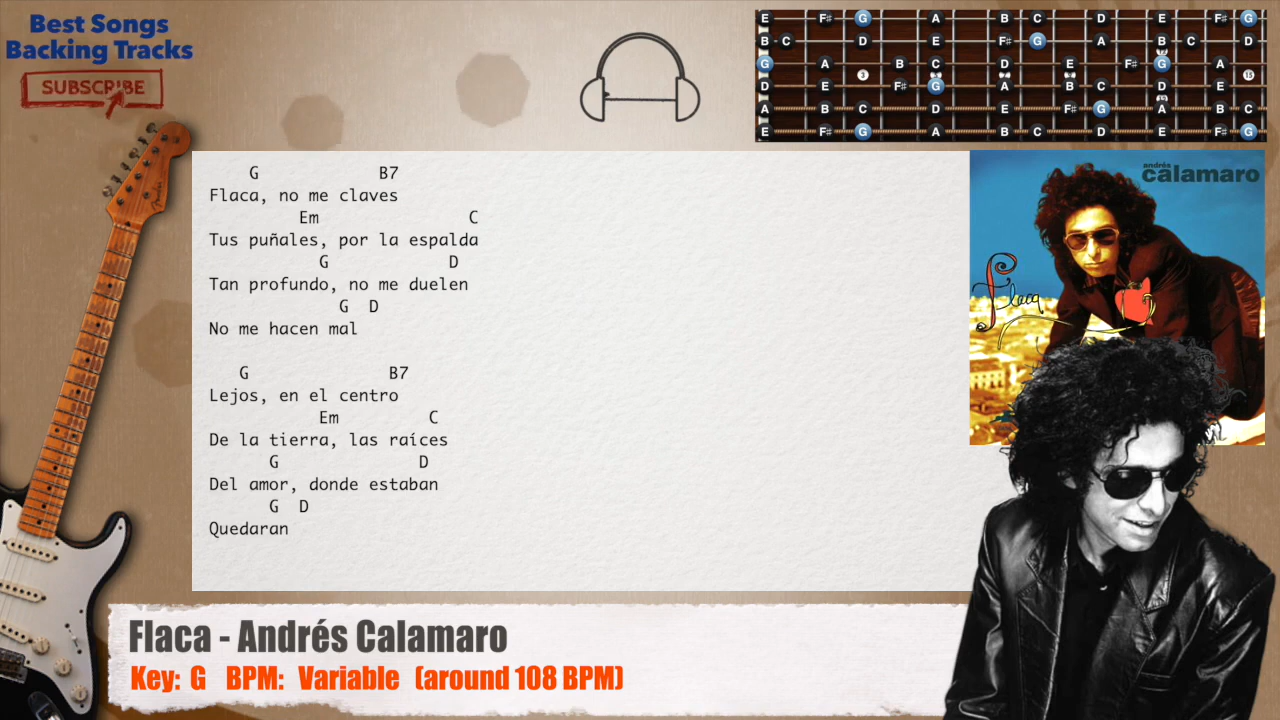 Best Songs
Backing Tracks
SUBSCRIBE
E F# G A B C D E F# G
B C D E F# G A B C D
G A B C D E F# G A
3 15
D E F# G A B C D E
A B C D E F# G A B C
E F# G A B C D E F# G
andrés
calamaro
Flaca
G B7
Flaca, no me claves
Em C
Tus puñales, por la espalda
G D
Tan profundo, no me duelen
G D
No me hacen mal
G B7
Lejos, en el centro
Em C
De la tierra, las raíces
G D
Del amor, donde estaban
G D
Quedaran
Flaca - Andrés Calamaro
Key: G BPM: Variable (around 108 BPM)